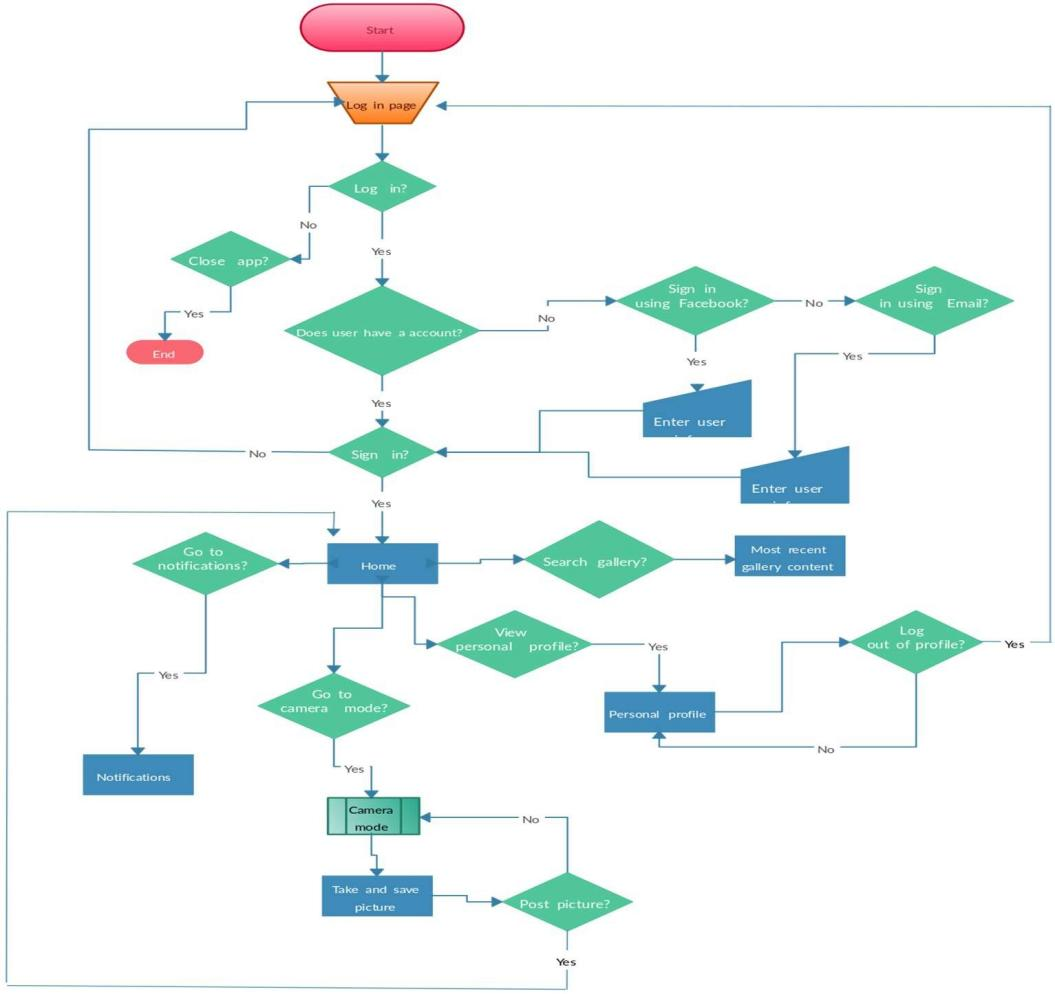 Start
Log in page
Log in?
No
Yes
Close app?
Yes
End
Does user have a account?
No
Sign in
using Facebook?
No
Sign
in using Email?
Yes
Yes
Yes
Enter user
Enter user
Sign in?
No
Yes
Home
Go to
notifications?
Search gallery?
Most recent
gallery content
View
personal profile?
Yes
Log
out of profile?
Yes
Personal profile
No
Yes
Notifications
Go to
camera mode?
Yes
Camera
mode
No
Take and save
picture
Post picture?
Yes